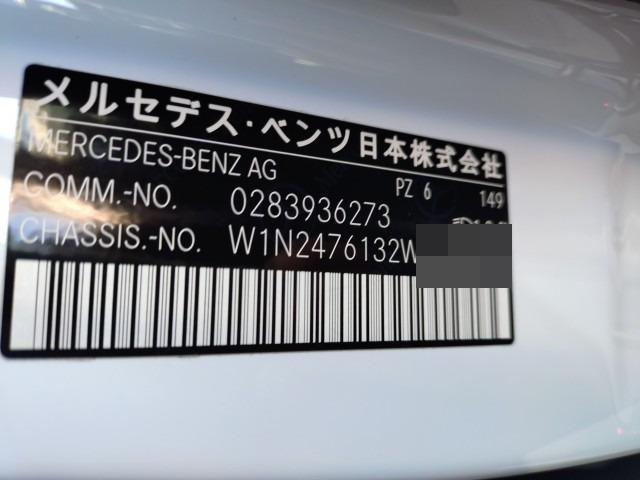 メルセデス・ベンツ日本株式会社
MERCEDES-BENZ AG PZ 6 149
COMM.-NO. 0283936273
CHASSIS.-NO. W1N2476132W